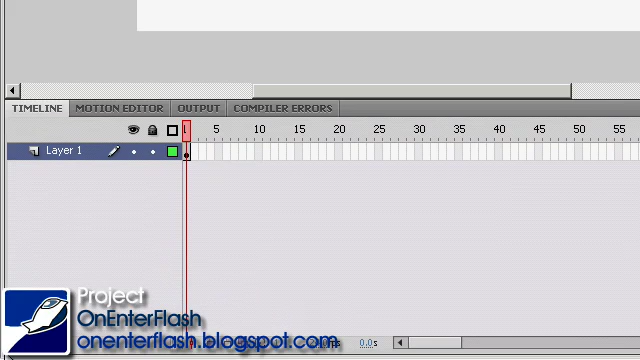 TIMELINE MOTION EDITOR OUTPUT COMPILER ERRORS
1 5 10 15 20 25 30 35 40 45 50 55
Layer 1
Project
OnEnterFlash
onenterflash.blogspot.com
0.0s